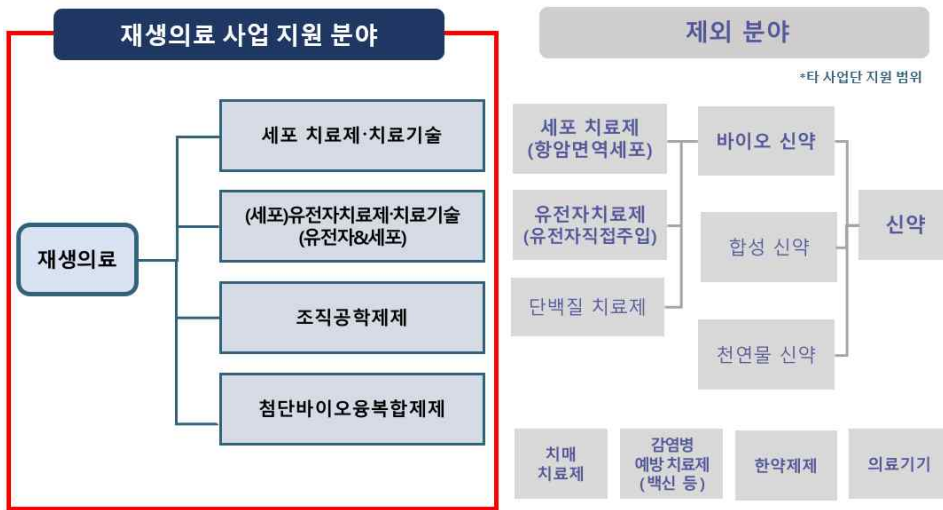 재생의료 사업 지원 분야
재생의료
세포 치료제·치료기술
(세포)유전자치료제·치료기술
(유전자&세포)
조직공학제제
첨단바이오융복합제제
제외 분야
*타 사업단 지원 범위
세포 치료제
(항암면역세포)
유전자치료제
(유전자직접주입)
단백질 치료제
바이오 신약
합성 신약
천연물 신약
신약
치매
치료제
감염병
예방 치료제
(백신 등)
한약제제
의료기기